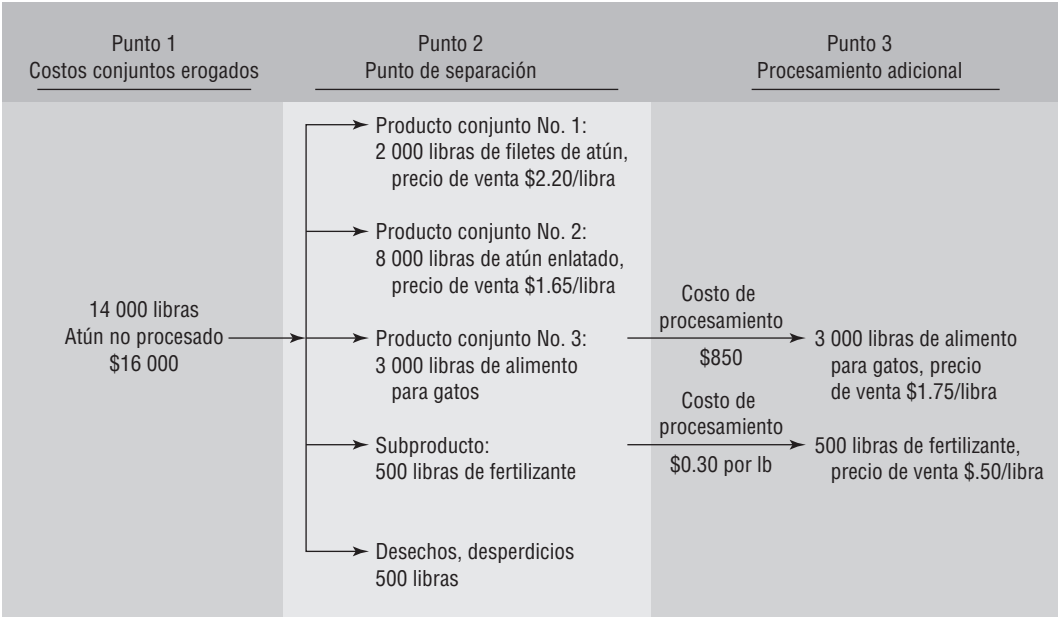 Punto 1
Costos conjuntos erogados
Punto 2
Punto de separación
Punto 3
Procesamiento adicional
14 000 libras
Atún no procesado
$16 000
Producto conjunto No. 1:
2 000 libras de filetes de atún,
precio de venta $2.20/libra
Producto conjunto No. 2:
8 000 libras de atún enlatado,
precio de venta $1.65/libra
Producto conjunto No. 3:
3 000 libras de alimento
para gatos
Costo de
procesamiento
$850
3 000 libras de alimento
para gatos, precio
de venta $1.75/libra
Subproducto:
500 libras de fertilizante
Costo de
procesamiento
$0.30 por lb
500 libras de fertilizante,
precio de venta $.50/libra
Desechos, desperdicios
500 libras